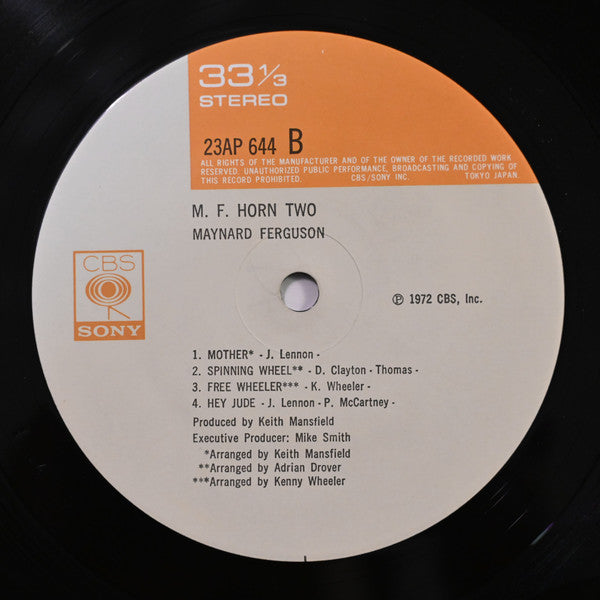 33 1/3
STEREO
23AP 644 B
ALL RIGHTS OF THE MANUFACTURER AND OF THE OWNER OF THE RECORDED WORK
RESERVED. UNAUTHORIZED PUBLIC PERFORMANCE, BROADCASTING AND COPYING OF
THIS RECORD PROHIBITED. CBS/SONY INC. TOKYO JAPAN.
M. F. HORN TWO
MAYNARD FERGUSON
CBS
SONY
℗ 1972 CBS, Inc.
1. MOTHER* - J. Lennon -
2. SPINNING WHEEL** - D. Clayton - Thomas -
3. FREE WHEELER*** - K. Wheeler -
4. HEY JUDE - J. Lennon - P. McCartney -
Produced by Keith Mansfield
Executive Producer: Mike Smith
*Arranged by Keith Mansfield
**Arranged by Adrian Drover
***Arranged by Kenny Wheeler